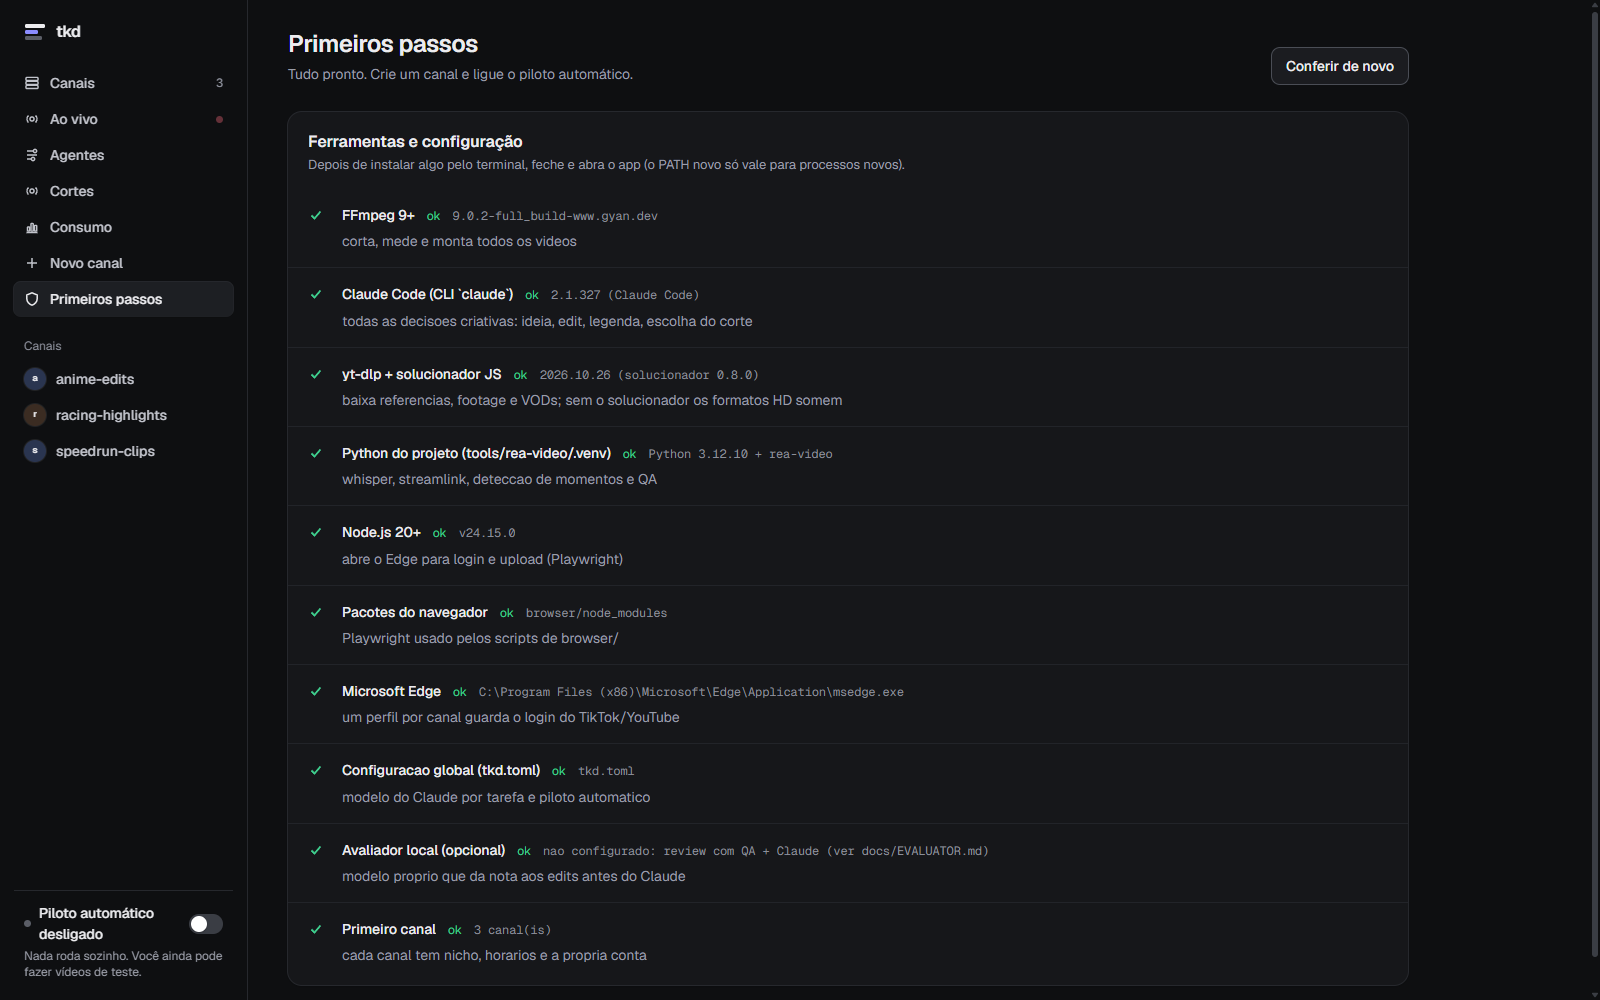 tkd
Canais 3
Ao vivo
Agentes
Cortes
Consumo
Novo canal
Primeiros passos
Canais
a anime-edits
r racing-highlights
s speedrun-clips
Piloto automático
desligado
Nada roda sozinho. Você ainda pode
fazer vídeos de teste.
Primeiros passos
Tudo pronto. Crie um canal e ligue o piloto automático.
Conferir de novo
Ferramentas e configuração
Depois de instalar algo pelo terminal, feche e abra o app (o PATH novo só vale para processos novos).
FFmpeg 9+ ok 9.0.2-full_build-www.gyan.dev
corta, mede e monta todos os videos
Claude Code (CLI `claude`) ok 2.1.327 (Claude Code)
todas as decisoes criativas: ideia, edit, legenda, escolha do corte
yt-dlp + solucionador JS ok 2026.10.26 (solucionador 0.8.0)
baixa referencias, footage e VODs; sem o solucionador os formatos HD somem
Python do projeto (tools/rea-video/.venv) ok Python 3.12.10 + rea-video
whisper, streamlink, deteccao de momentos e QA
Node.js 20+ ok v24.15.0
abre o Edge para login e upload (Playwright)
Pacotes do navegador ok browser/node_modules
Playwright usado pelos scripts de browser/
Microsoft Edge ok C:\Program Files (x86)\Microsoft\Edge\Application\msedge.exe
um perfil por canal guarda o login do TikTok/YouTube
Configuracao global (tkd.toml) ok tkd.toml
modelo do Claude por tarefa e piloto automatico
Avaliador local (opcional) ok nao configurado: review com QA + Claude (ver docs/EVALUATOR.md)
modelo proprio que da nota aos edits antes do Claude
Primeiro canal ok 3 canal(is)
cada canal tem nicho, horarios e a propria conta